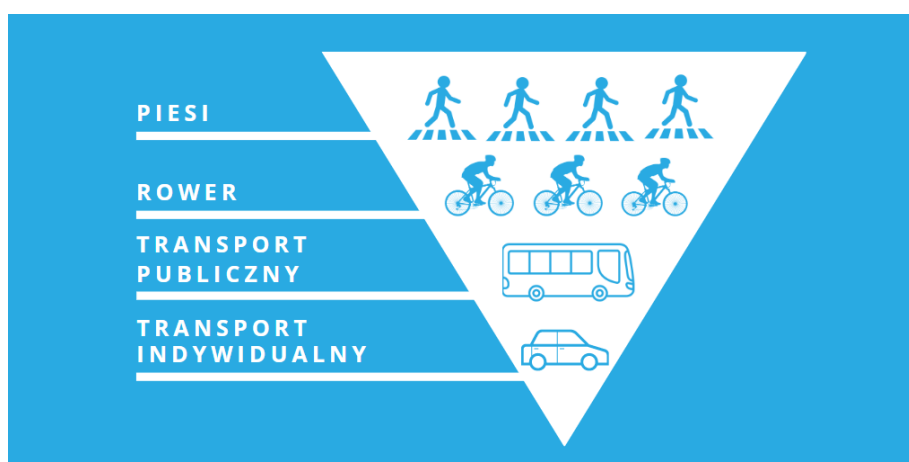 PIESI
ROWER
TRANSPORT
PUBLICZNY
TRANSPORT
INDYWIDUALNY